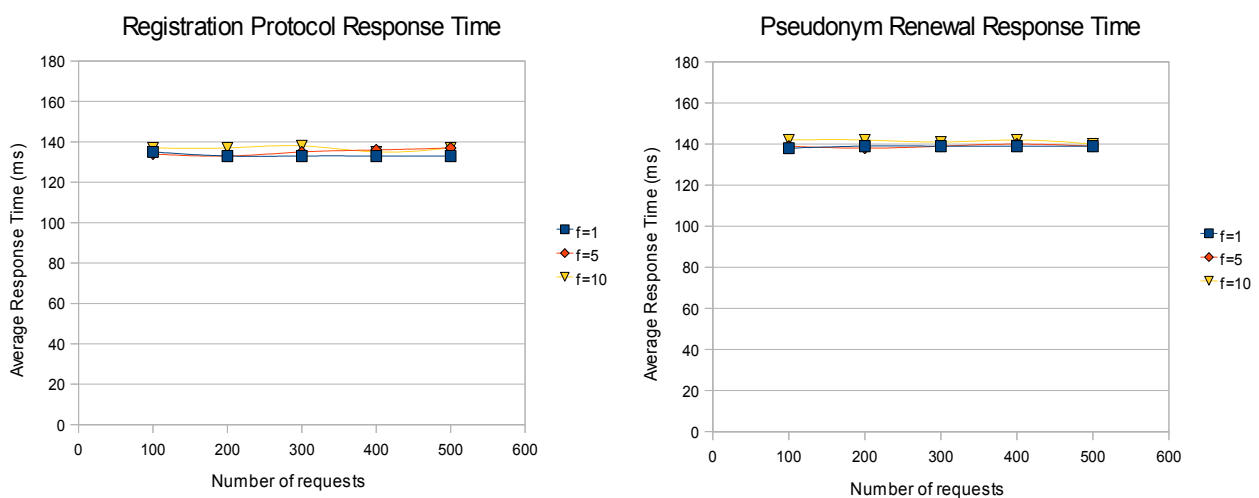 Registration Protocol Response Time
Average Response Time (ms)
180
160
140
120
100
80
60
40
20
0
0 100 200 300 400 500 600
Number of requests
f=1
f=5
f=10
Pseudonym Renewal Response Time
Average Response Time (ms)
180
160
140
120
100
80
60
40
20
0
0 100 200 300 400 500 600
Number of requests
f=1
f=5
f=10